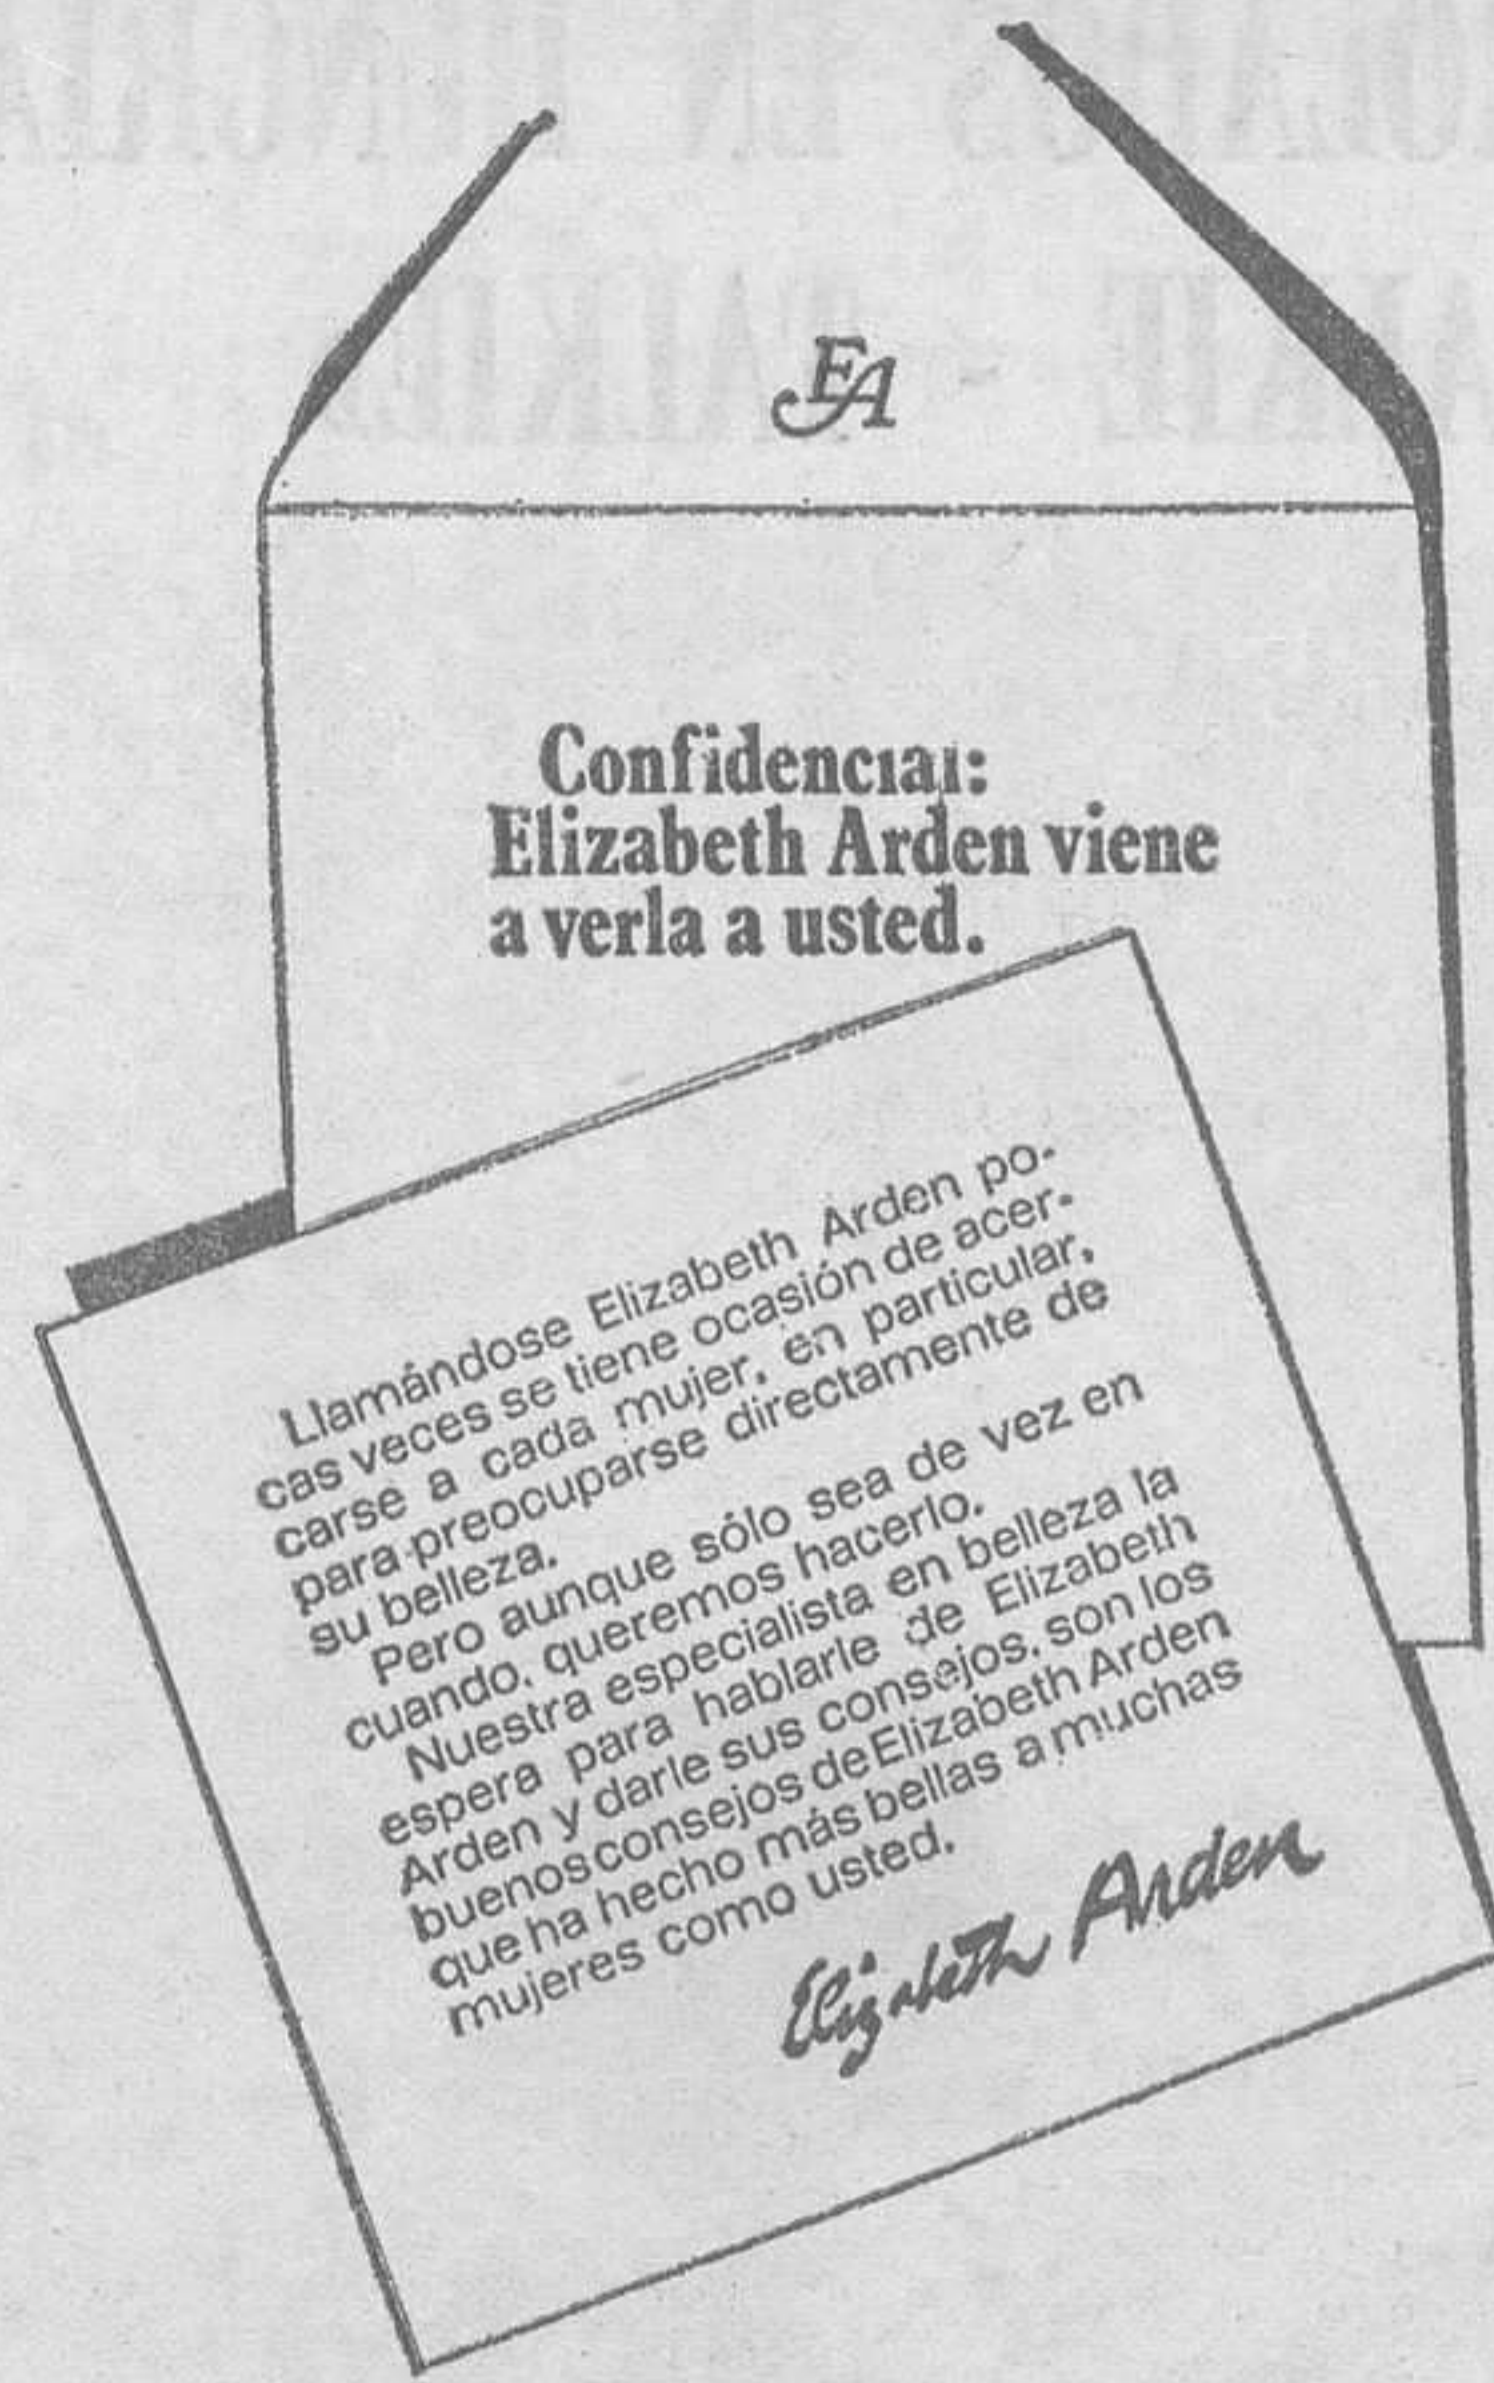 EA
Confidencial:
Elizabeth Arden viene
a verla a usted.
Llamándose Elizabeth Arden po-
cas veces se tiene ocasión de acer-
carse a cada mujer, en particular,
para preocuparse directamente de
su belleza.
Pero aunque sólo sea de vez en
cuando, queremos hacerlo.
Nuestra especialista en belleza la
espera para hablarle de Elizabeth
Arden y darle sus consejos, son los
buenos consejos de Elizabeth Arden
que ha hecho más bellas a muchas
mujeres como usted.
Elizabeth Arden